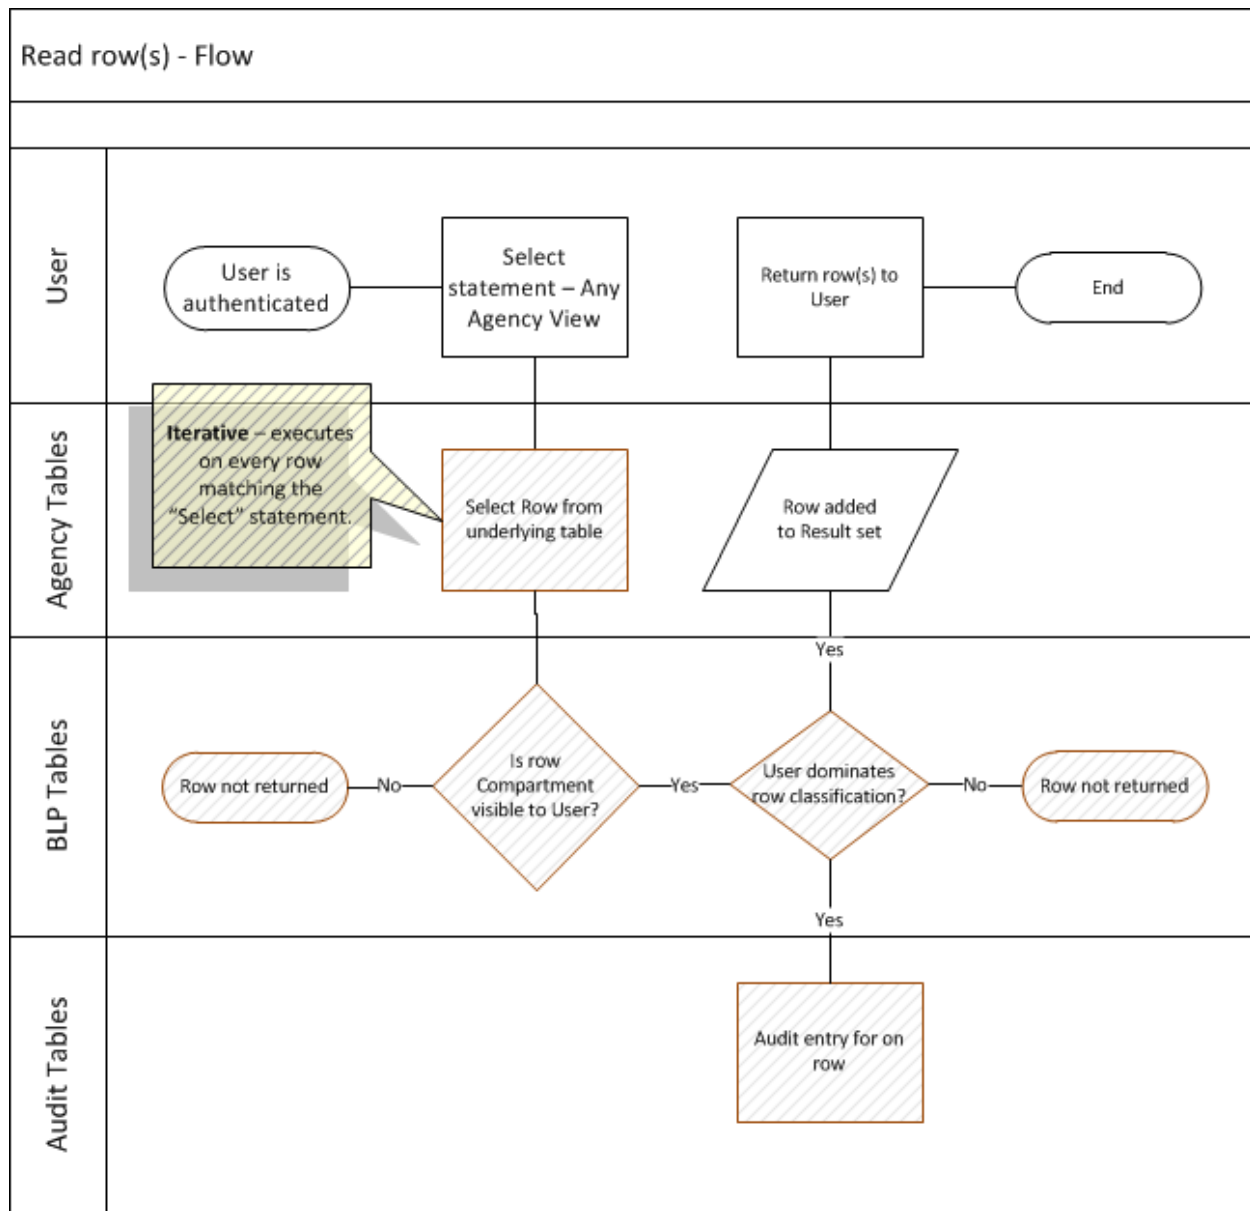 Read row(s) - Flow
User
User is
authenticated
Select
statement – Any
Agency View
Return row(s) to
User
End
Agency Tables
Iterative – executes
on every row
matching the
“Select” statement.
Select Row from
underlying table
Row added
to Result set
BLP Tables
Yes
Row not returned
No
Is row
Compartment
visible to User?
Yes
User dominates
row classification?
No
Row not returned
Yes
Audit Tables
Audit entry for on
row